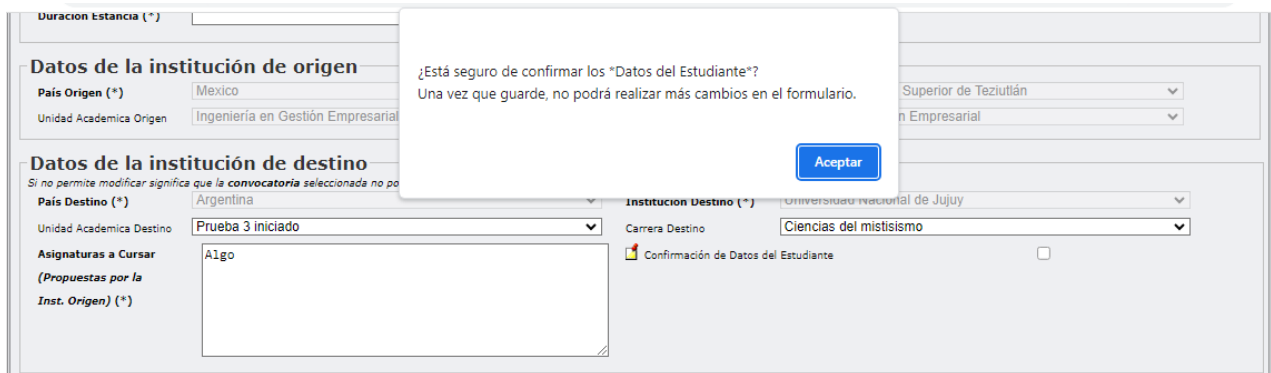 Duración Estancia (*)
¿Está seguro de confirmar los *Datos del Estudiante*?
Una vez que guarde, no podrá realizar más cambios en el formulario.
Aceptar
Datos de la institución de origen
País Origen (*) Mexico Superior de Teziutlán
Unidad Academica Origen Ingeniería en Gestión Empresarial Empresarial
Datos de la institución de destino
Si no permite modificar significa que la convocatoria seleccionada no
País Destino (*) Argentina Institución Destino (*) Universidad Nacional de Jujuy
Unidad Academica Destino Prueba 3 iniciado Carrera Destino Ciencias del mistisismo
Asignaturas a Cursar Algo Confirmación de Datos del Estudiante
(Propuestas por la
Inst. Origen) (*)